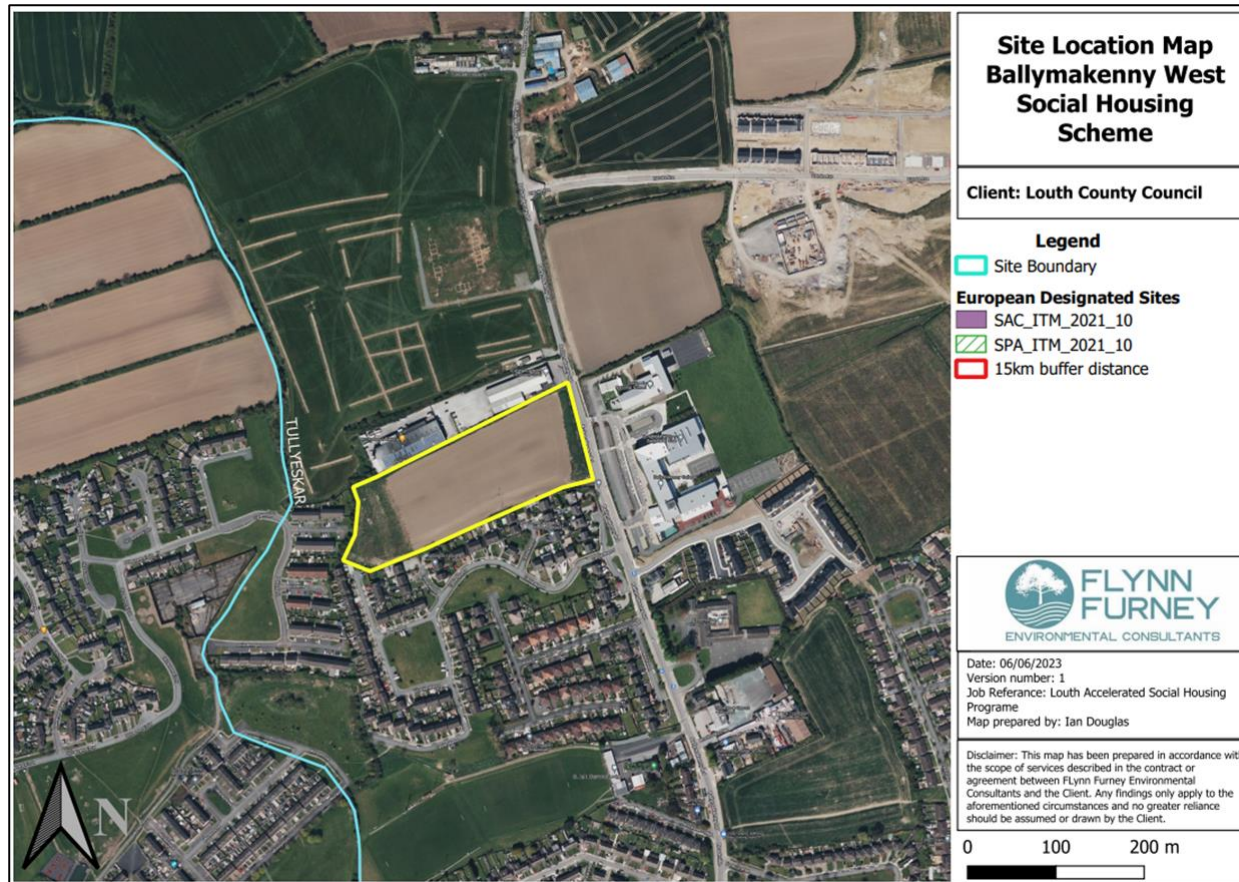 Site Location Map
Ballymakenny West
Social Housing
Scheme
Client: Louth County Council
Legend
Site Boundary
European Designated Sites
SAC_ITM_2021_10
SPA_ITM_2021_10
15km buffer distance
TULLYESKAR
N
FLYNN
FURNEY
ENVIRONMENTAL CONSULTANTS
Date: 06/06/2023
Version number: 1
Job Referance: Louth Accelerated Social Housing
Programe
Map prepared by: Ian Douglas
Disclaimer: This map has been prepared in accordance with
the scope of services described in the contract or
agreement between FLynn Furney Environmental
Consultants and the Client. Any findings only apply to the
aforementioned circumstances and no greater reliance
should be assumed or drawn by the Client.
0 100 200 m